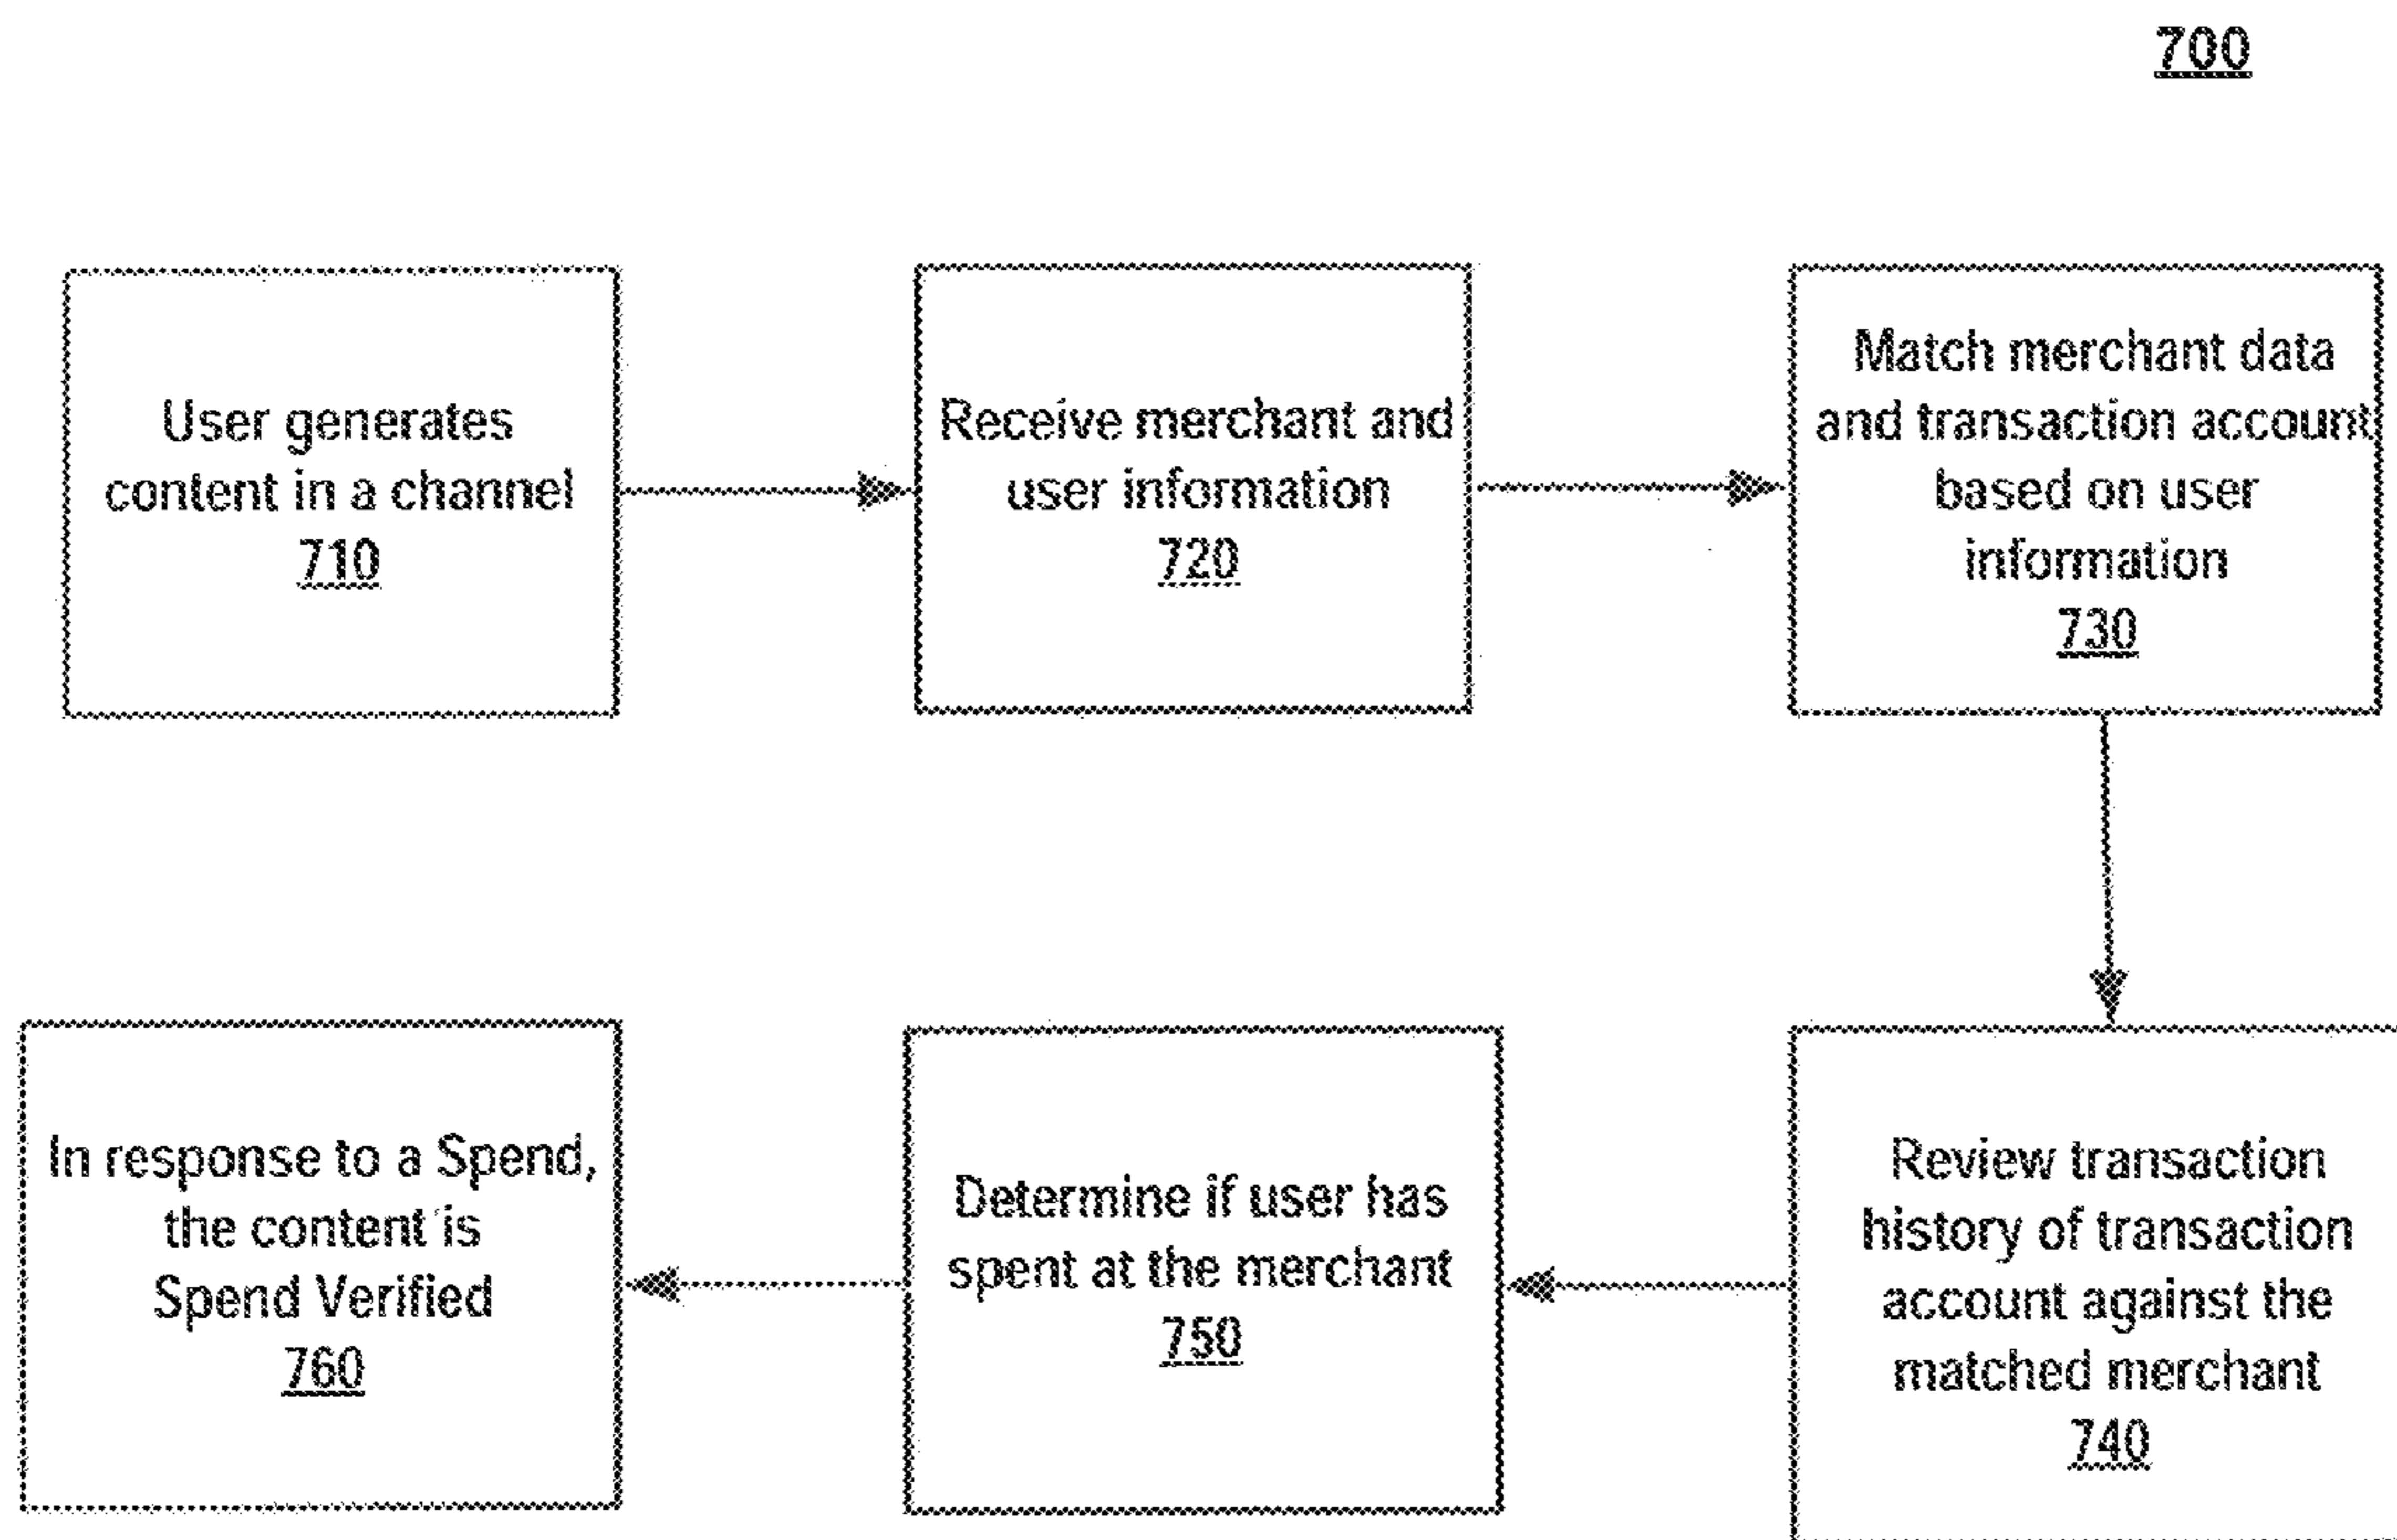 700
User generates
content in a channel
710
Receive merchant and
user information
720
Match merchant data
and transaction account
based on user
information
730
Review transaction
history of transaction
account against the
matched merchant
740
Determine if user has
spent at the merchant
750
In response to a Spend,
the content is
Spend Verified
760